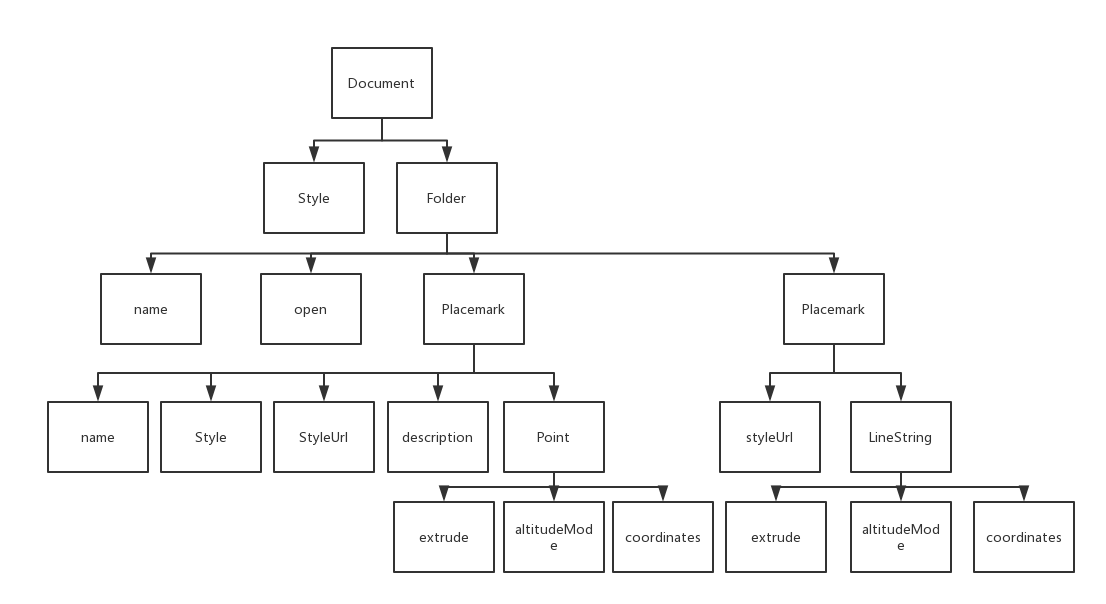 Document
Style
Folder
name
open
Placemark
Placemark
name
Style
StyleUrl
description
Point
styleUrl
LineString
extrude
altitudeMod
e
coordinates
extrude
altitudeMod
e
coordinates